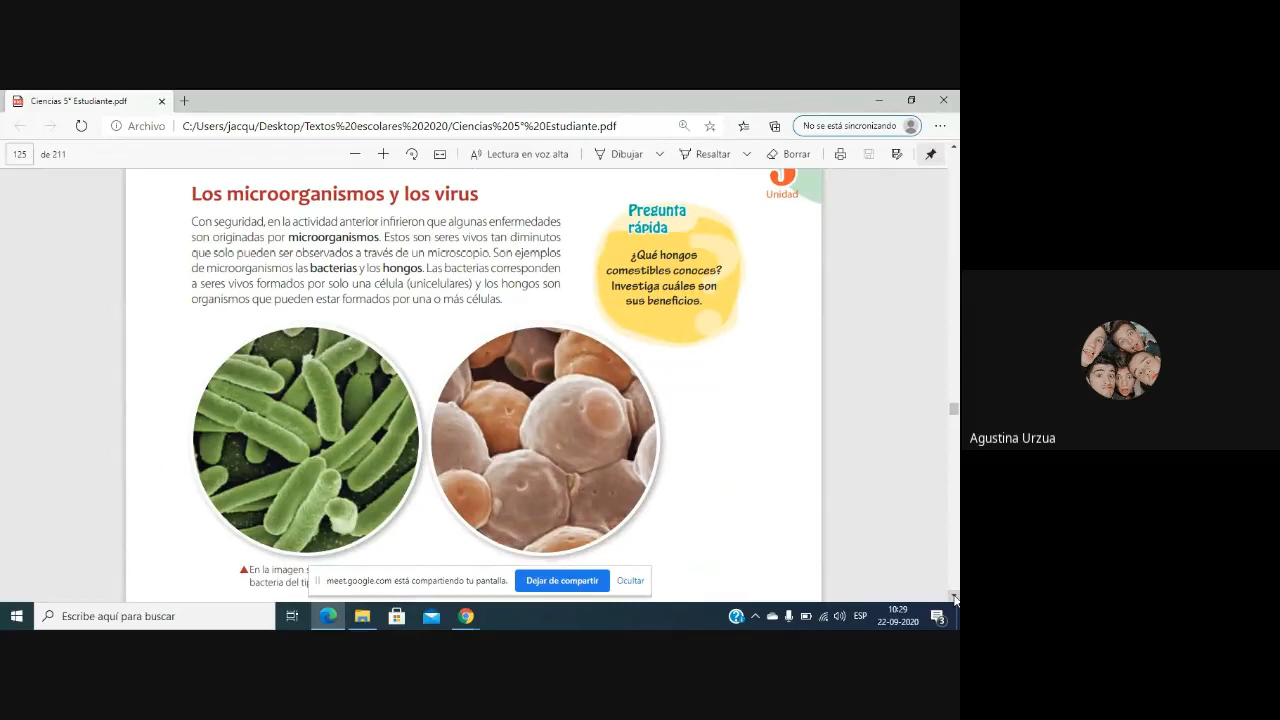 Ciencias 5° Estudiante.pdf
Archivo
C:/Users/jacqu/Desktop/Textos%20escolares%202020/Ciencias%205°%20Estudiante.pdf
No se está sincronizando
125 de 211
Lectura en voz alta
Dibujar
Resaltar
Borrar
Unidad
Los microorganismos y los virus
Con seguridad, en la actividad anterior infirieron que algunas enfermedades
son originadas por microorganismos. Estos son seres vivos tan diminutos
que solo pueden ser observados a través de un microscopio. Son ejemplos
de microorganismos las bacterias y los hongos. Las bacterias corresponden
a seres vivos formados por solo una célula (unicelulares) y los hongos son
organismos que pueden estar formados por una o más células.
Pregunta
rápida
¿Qué hongos
comestibles conoces?
Investiga cuáles son
sus beneficios.
En la imagen
bacteria del
meet.google.com está compartiendo tu pantalla.
Dejar de compartir
Ocultar
Agustina Urzua
Escribe aquí para buscar
ESP
10:29
22-09-2020
3